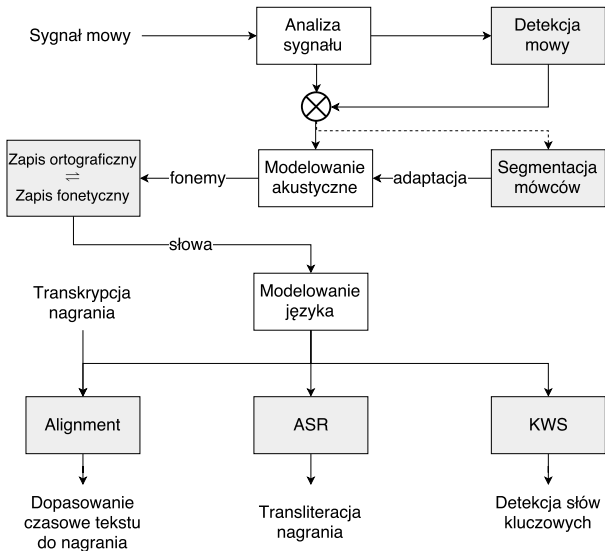 Sygnał mowy
Analiza
sygnału
Detekcja
mowy
Zapis ortograficzny
⇌
Zapis fonetyczny
fonemy
Modelowanie
akustyczne
adaptacja
Segmentacja
mówców
słowa
Transkrypcja
nagrania
Modelowanie
języka
Alignment
ASR
KWS
Dopasowanie
czasowe tekstu
do nagrania
Transliteracja
nagrania
Detekcja słów
kluczowych